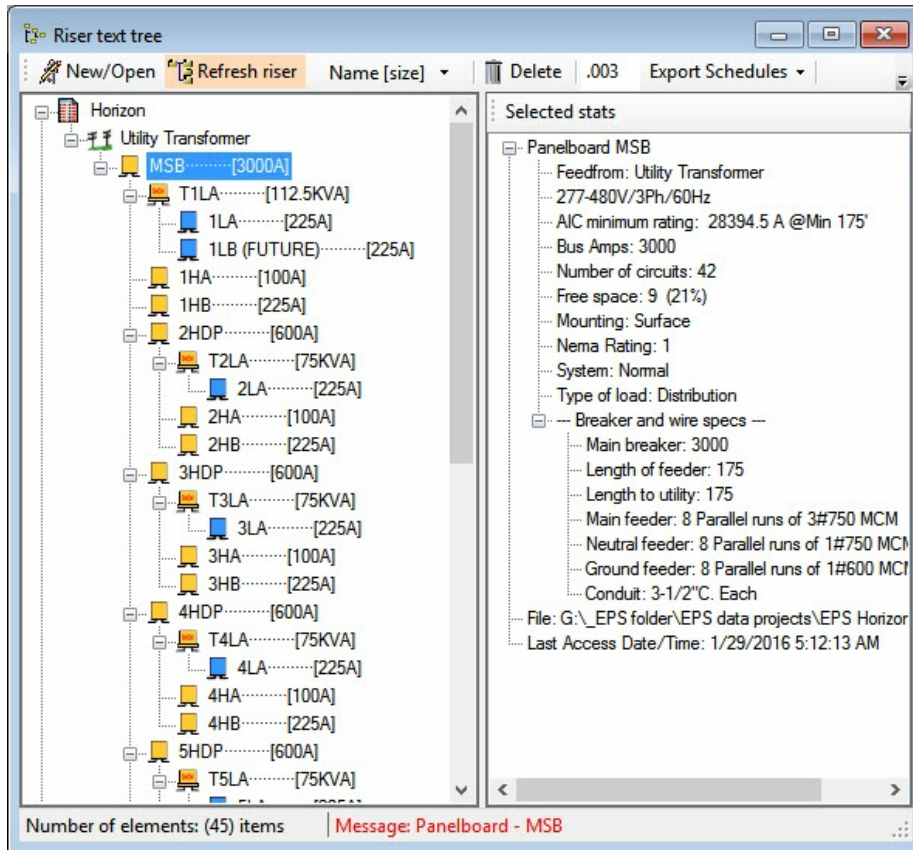 Riser text tree
New/Open Refresh riser Name [size] Delete .003 Export Schedules
Horizon
Utility Transformer
MSB·········[3000A]
T1LA·········[112.5KVA]
1LA·········[225A]
1LB (FUTURE)·········[225A]
1HA·········[100A]
1HB·········[225A]
2HDP·········[600A]
T2LA·········[75KVA]
2LA·········[225A]
2HA·········[100A]
2HB·········[225A]
3HDP·········[600A]
T3LA·········[75KVA]
3LA·········[225A]
3HA·········[100A]
3HB·········[225A]
4HDP·········[600A]
T4LA·········[75KVA]
4LA·········[225A]
4HA·········[100A]
4HB·········[225A]
5HDP·········[600A]
T5LA·········[75KVA]
Selected stats
Panelboard MSB
Feedfrom: Utility Transformer
277-480V/3Ph/60Hz
AIC minimum rating: 28394.5 A @Min 175'
Bus Amps: 3000
Number of circuits: 42
Free space: 9 (21%)
Mounting: Surface
Nema Rating: 1
System: Normal
Type of load: Distribution
--- Breaker and wire specs ---
Main breaker: 3000
Length of feeder: 175
Length to utility: 175
Main feeder: 8 Parallel runs of 3#750 MCM
Neutral feeder: 8 Parallel runs of 1#750 MCM
Ground feeder: 8 Parallel runs of 1#600 MCM
Conduit: 3-1/2"C. Each
File: G:\_EPS folder\EPS data projects\EPS Horizon
Last Access Date/Time: 1/29/2016 5:12:13 AM
Number of elements: (45) items
Message: Panelboard - MSB